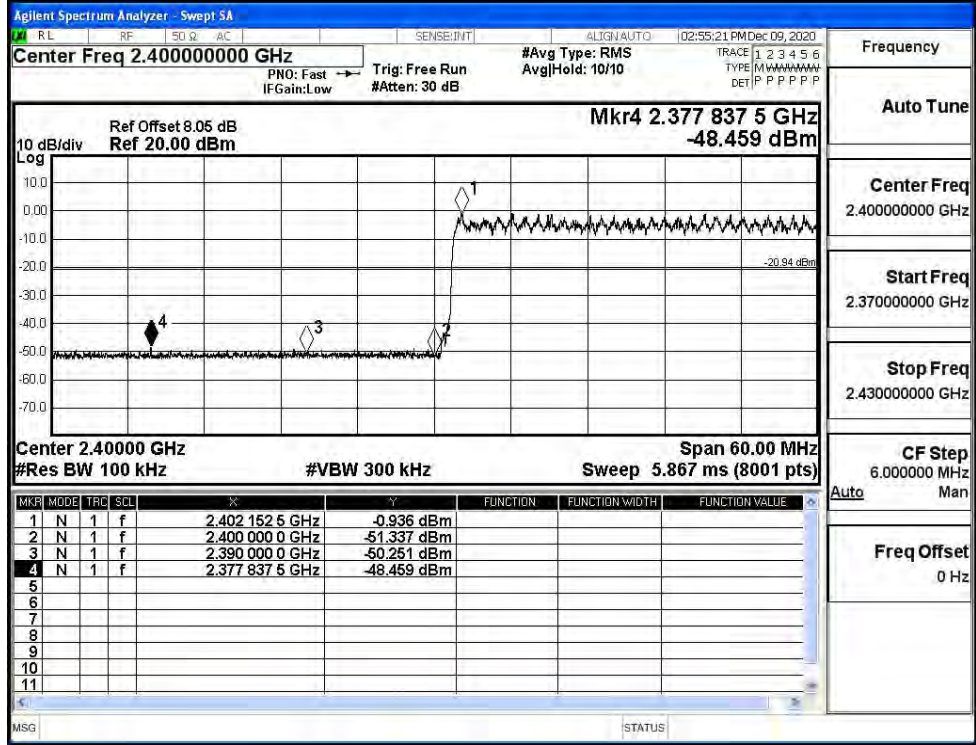 Agilent Spectrum Analyzer - Swept SA
RL RF 50 Ω AC SENSE:INT ALIGN AUTO 02:55:21 PM Dec 09, 2020
Center Freq 2.400000000 GHz #Avg Type: RMS TRACE 1 2 3 4 5 6
PNO: Fast Trig: Free Run Avg|Hold: 10/10 TYPE M WWWWW
IFGain:Low #Atten: 30 dB DET P P P P P P
Mkr4 2.377 837 5 GHz
Ref Offset 8.05 dB
10 dB/div Ref 20.00 dBm -48.459 dBm
Log
10.0
1
0.00
-10.0
-20.0
-20.94 dBm
-30.0
-40.0
4 3 2
-50.0
-60.0
-70.0
Center 2.40000 GHz Span 60.00 MHz
#Res BW 100 kHz #VBW 300 kHz Sweep 5.867 ms (8001 pts)
MKR MODE TRC SCL X Y FUNCTION FUNCTION WIDTH FUNCTION VALUE
1 N 1 f 2.402 152 5 GHz -0.936 dBm
2 N 1 f 2.400 000 0 GHz -51.337 dBm
3 N 1 f 2.390 000 0 GHz -50.251 dBm
4 N 1 f 2.377 837 5 GHz -48.459 dBm
5
6
7
8
9
10
11
MSG STATUS
Frequency
Auto Tune
Center Freq
2.400000000 GHz
Start Freq
2.370000000 GHz
Stop Freq
2.430000000 GHz
CF Step
6.000000 MHz
Auto Man
Freq Offset
0 Hz